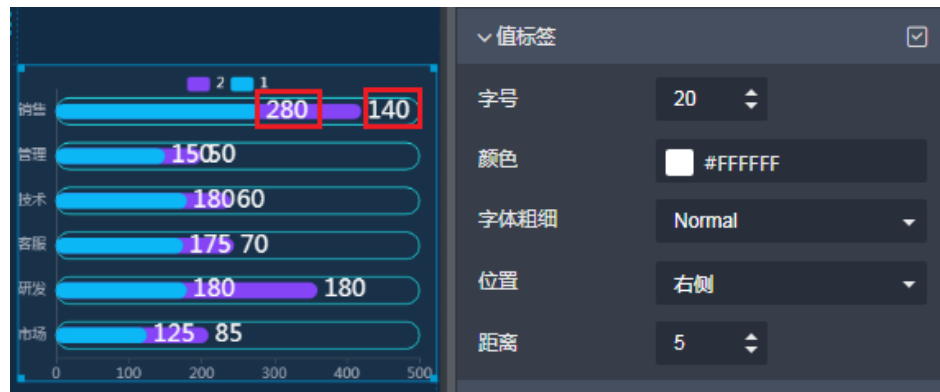 值标签
2 1
销售 280 140
管理 150 50
技术 180 60
客服 175 70
研发 180 180
市场 125 85
0 100 200 300 400 500
字号 20
颜色 #FFFFFF
字体粗细 Normal
位置 右侧
距离 5